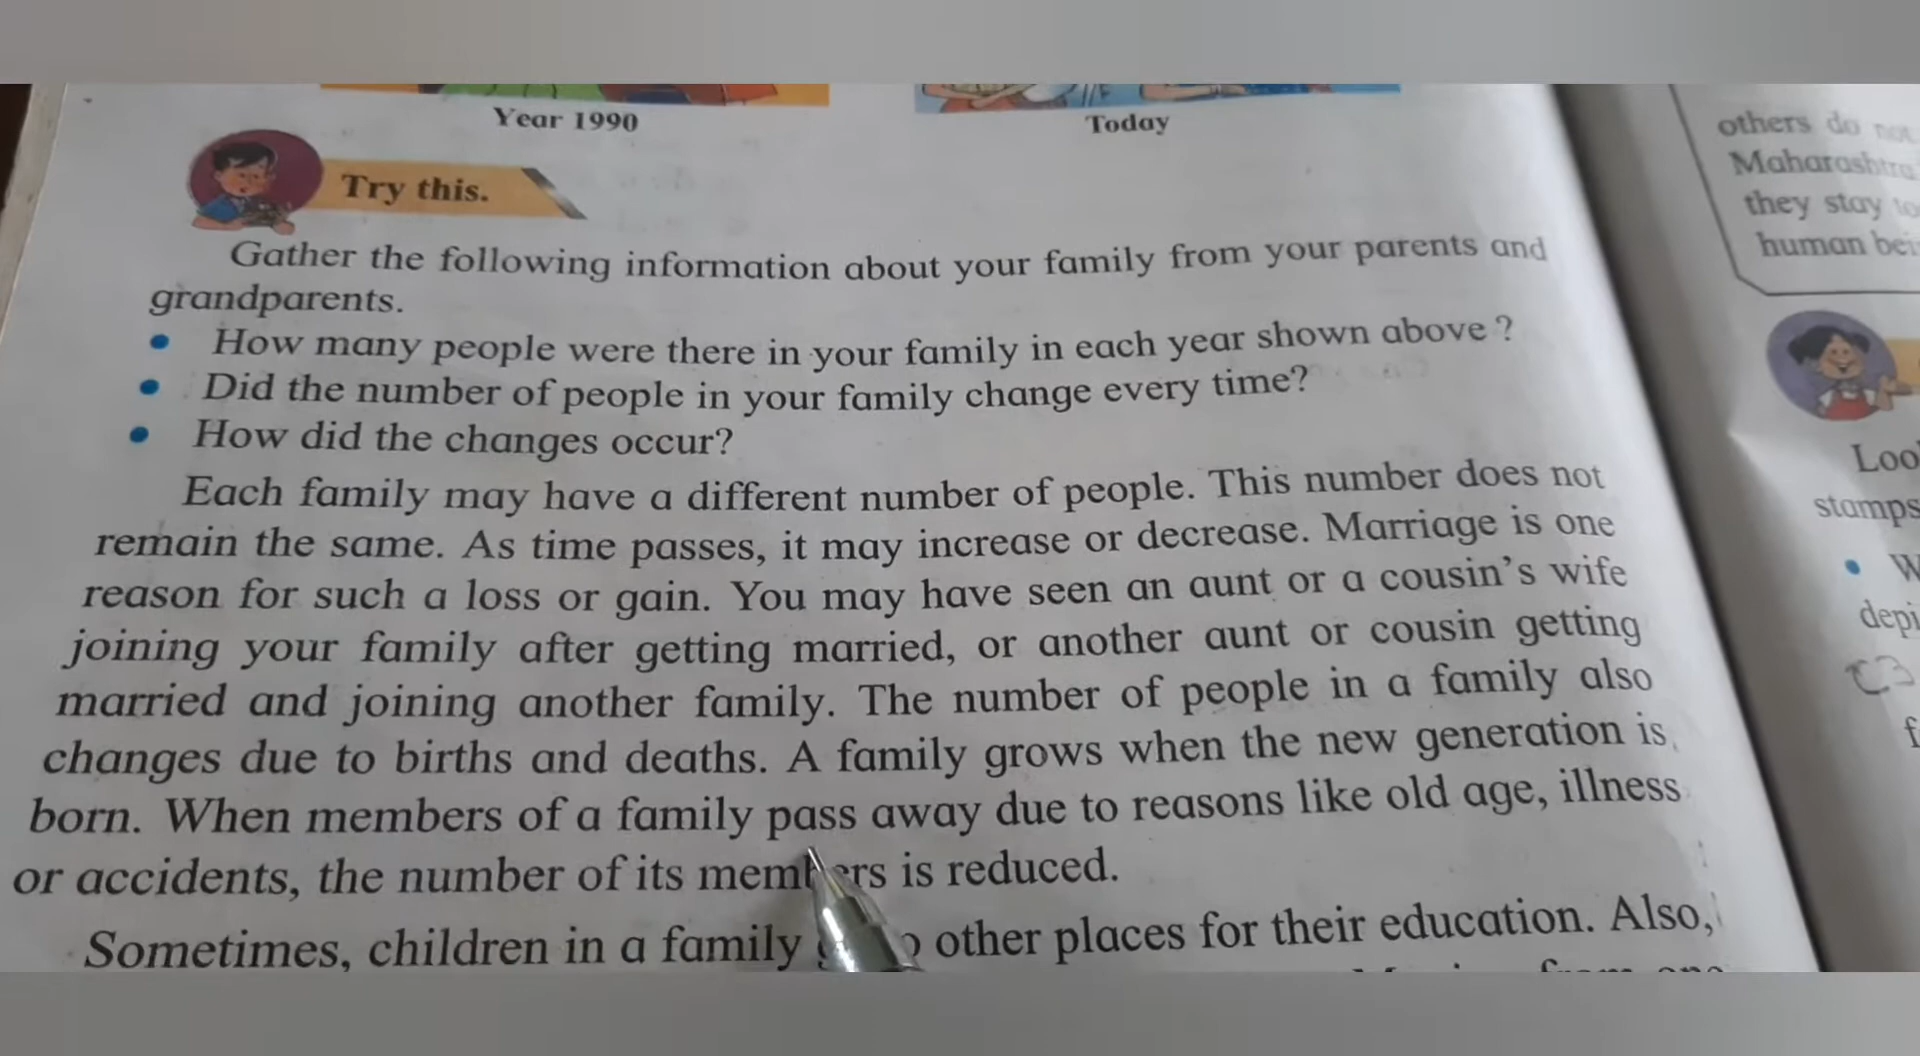 Year 1990
Today
Try this.
Gather the following information about your family from your parents and
grandparents.
• How many people were there in your family in each year shown above ?
• Did the number of people in your family change every time?
• How did the changes occur?
Each family may have a different number of people. This number does not
remain the same. As time passes, it may increase or decrease. Marriage is one
reason for such a loss or gain. You may have seen an aunt or a cousin's wife
joining your family after getting married, or another aunt or cousin getting
married and joining another family. The number of people in a family also
changes due to births and deaths. A family grows when the new generation is
born. When members of a family pass away due to reasons like old age, illness
or accidents, the number of its members is reduced.
Sometimes, children in a family other places for their education. Also,
others do not
Maharashtra
they stay
human
stamps